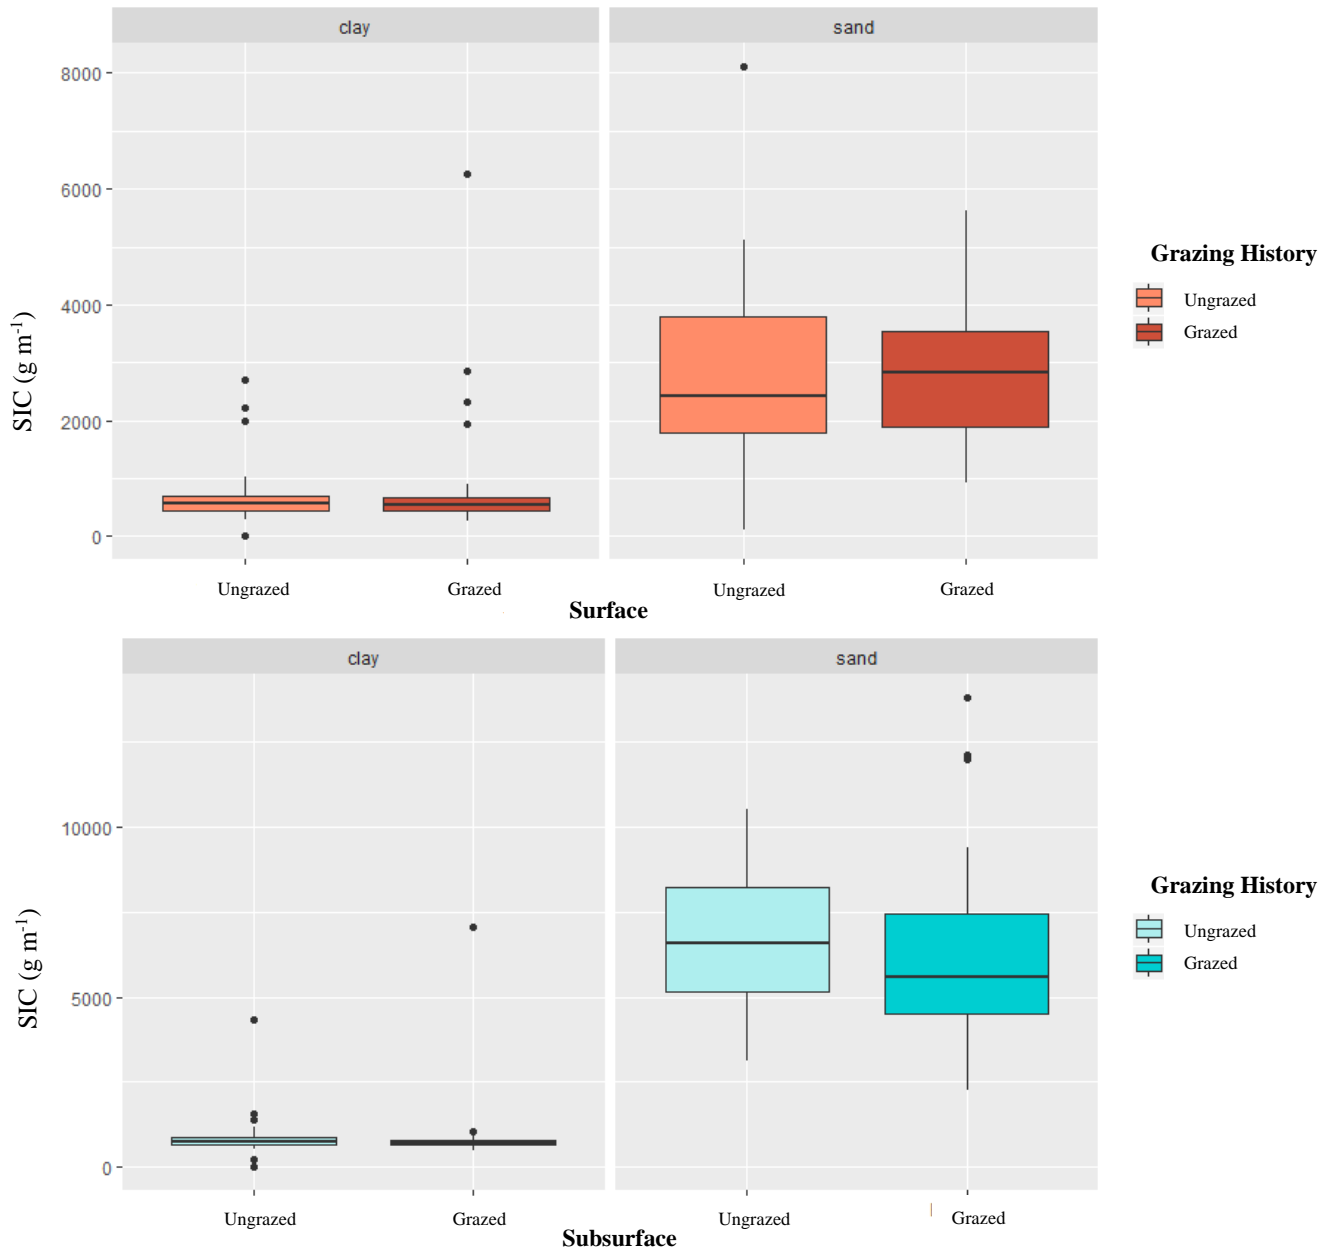 clay
sand
8000
6000
4000
2000
0
SIC (g m⁻¹)
Ungrazed
Grazed
Ungrazed
Grazed
Surface
Grazing History
Ungrazed
Grazed
clay
sand
10000
5000
0
SIC (g m⁻¹)
Ungrazed
Grazed
Ungrazed
Grazed
Subsurface
Grazing History
Ungrazed
Grazed